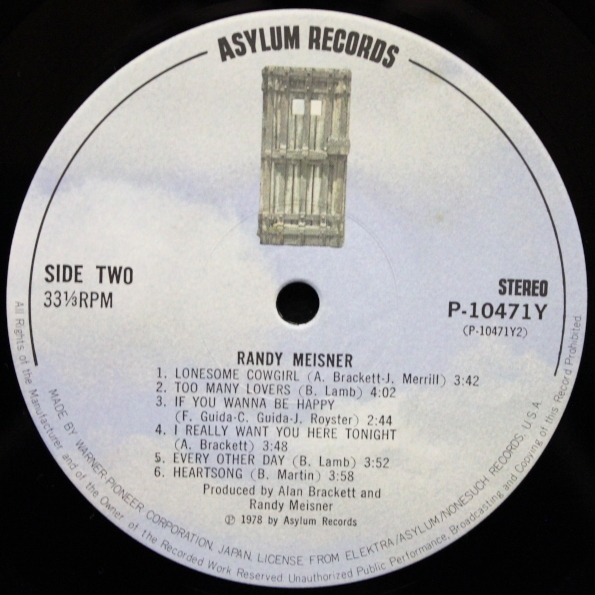 ASYLUM RECORDS
SIDE TWO
33⅓RPM
STEREO
P-10471Y
(P-10471Y2)
RANDY MEISNER
1. LONESOME COWGIRL (A. Brackett-J. Merrill) 3:42
2. TOO MANY LOVERS (B. Lamb) 4:02
3. IF YOU WANNA BE HAPPY
(F. Guida-C. Guida-J. Royster) 2:44
4. I REALLY WANT YOU HERE TONIGHT
(A. Brackett) 3:48
5. EVERY OTHER DAY (B. Lamb) 3:52
6. HEARTSONG (B. Martin) 3:58
Produced by Alan Brackett and
Randy Meisner
Ⓟ 1978 by Asylum Records
MADE BY WARNER-PIONEER CORPORATION, JAPAN, LICENSE FROM ELEKTRA/ASYLUM/NONESUCH RECORDS, U.S.A.
All Rights of the Manufacturer and of the Owner of the Recorded Work Reserved Unauthorized Public Performance, Broadcasting and Copying of this Record Prohibited.